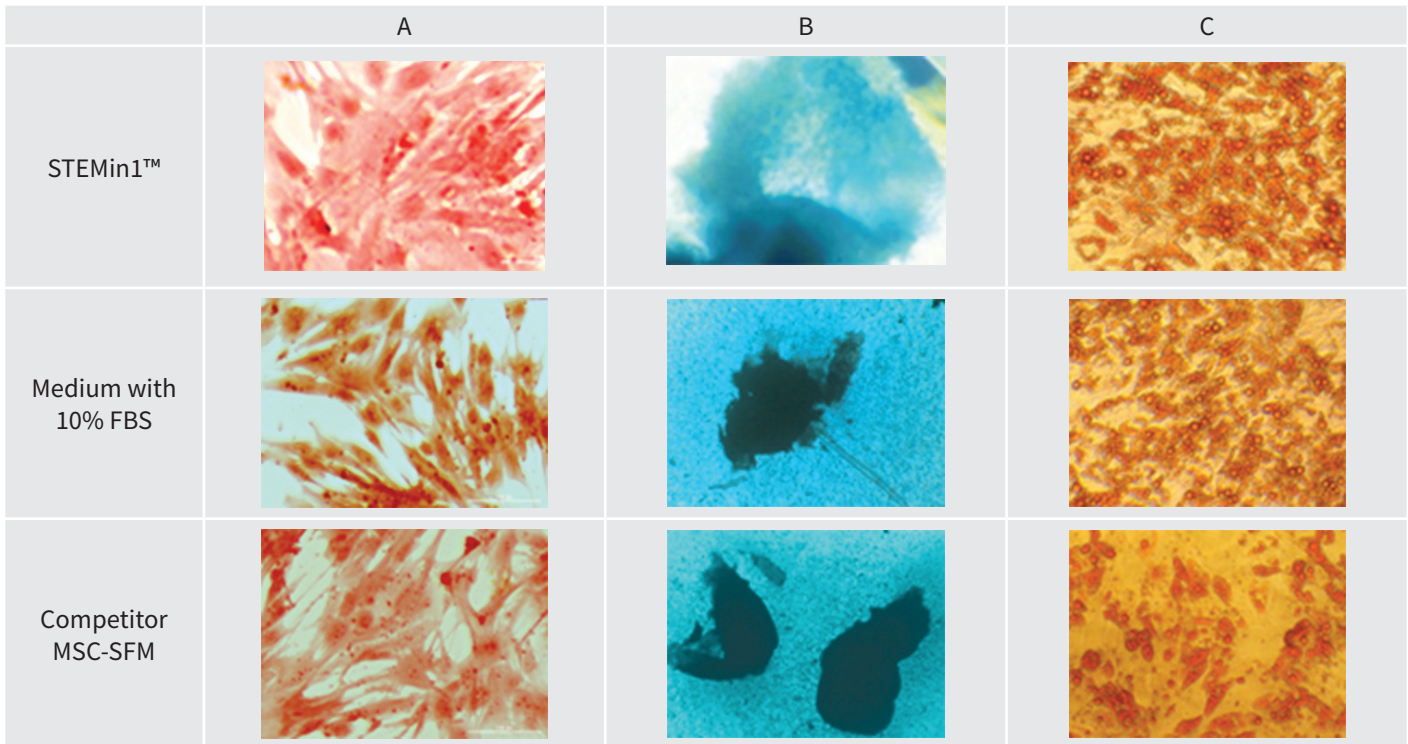 A
B
C
STEMin1™
Medium with
10% FBS
Competitor
MSC-SFM